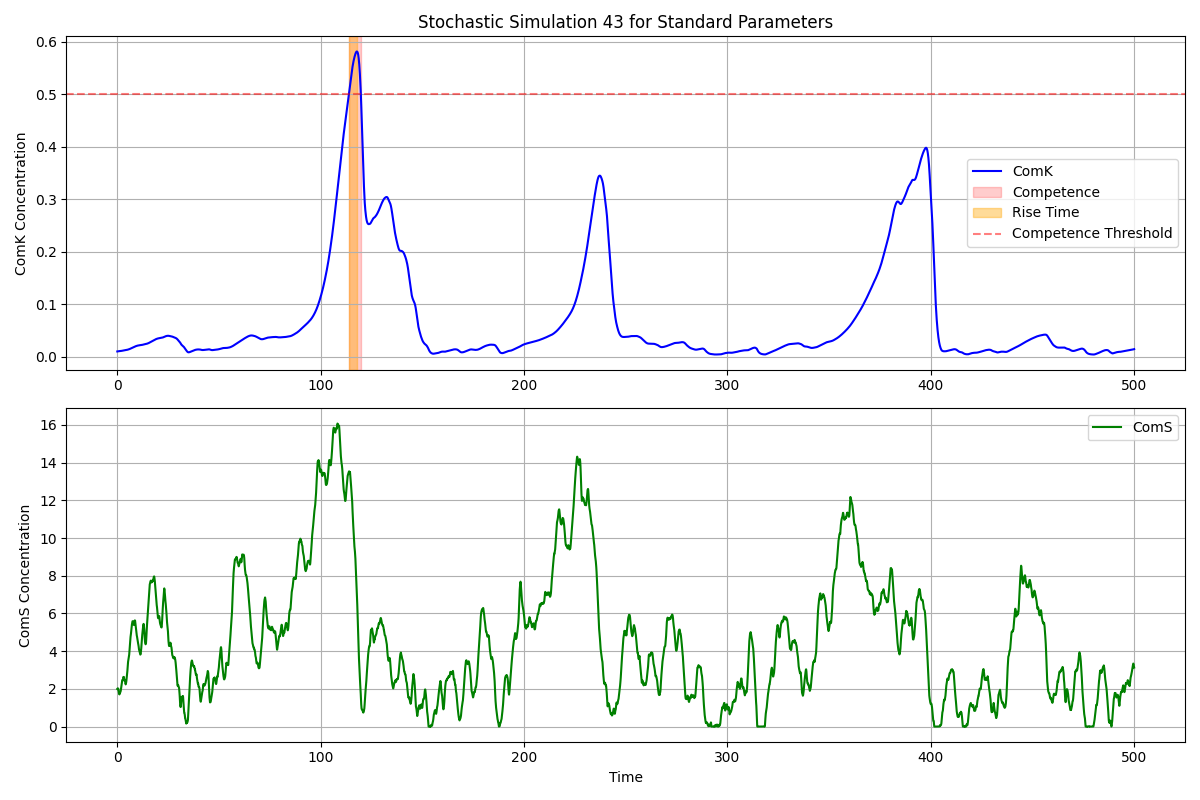 Stochastic Simulation 43 for Standard Parameters
ComK Concentration
0.6
0.5
0.4
0.3
0.2
0.1
0.0
ComK
Competence
Rise Time
Competence Threshold
0 100 200 300 400 500
ComS Concentration
16
14
12
10
8
6
4
2
0
ComS
0 100 200 300 400 500
Time